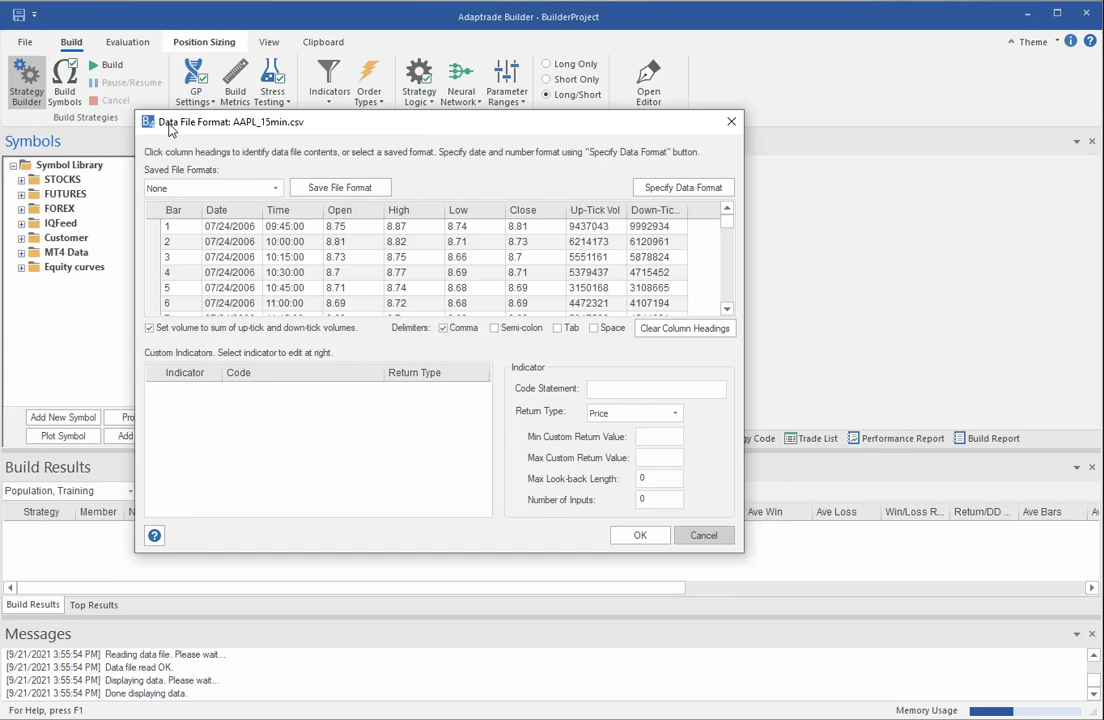 Adaptrade Builder - BuilderProject
File Build Evaluation Position Sizing View Clipboard Theme
Strategy Builder
Build Symbols
Build
Pause/Resume
Cancel
Build Strategies
GP Settings
Build Metrics
Stress Testing
Indicators
Order Types
Strategy Logic
Neural Network
Parameter Ranges
Long Only
Short Only
Long/Short
Open Editor
Symbols
Symbol Library
STOCKS
FUTURES
FOREX
IQFeed
Customer
MT4 Data
Equity curves
Add New Symbol Pro
Plot Symbol Add
Data File Format: AAPL_15min.csv
Click column headings to identify data file contents, or select a saved format. Specify date and number format using "Specify Data Format" button.
Saved File Formats:
None Save File Format Specify Data Format
Bar Date Time Open High Low Close Up-Tick Vol Down-Tic...
1 07/24/2006 09:45:00 8.75 8.87 8.74 8.81 9437043 9992934
2 07/24/2006 10:00:00 8.81 8.82 8.71 8.73 6214173 6120961
3 07/24/2006 10:15:00 8.73 8.75 8.66 8.7 5551161 5878824
4 07/24/2006 10:30:00 8.7 8.77 8.69 8.71 5379437 4715452
5 07/24/2006 10:45:00 8.71 8.74 8.68 8.69 3150168 3108665
6 07/24/2006 11:00:00 8.69 8.72 8.68 8.69 4472321 4107194
Set volume to sum of up-tick and down-tick volumes. Delimiters: Comma Semi-colon Tab Space Clear Column Headings
Custom Indicators. Select indicator to edit at right.
Indicator Code Return Type
Indicator
Code Statement:
Return Type: Price
Min Custom Return Value:
Max Custom Return Value:
Max Look-back Length: 0
Number of Inputs: 0
OK Cancel
gy Code Trade List Performance Report Build Report
Build Results
Population, Training
Strategy Member N Ave Win Ave Loss Win/Loss R... Return/DD ... Ave Bars
Build Results Top Results
Messages
[9/21/2021 3:55:54 PM] Reading data file. Please wait...
[9/21/2021 3:55:54 PM] Data file read OK.
[9/21/2021 3:55:54 PM] Displaying data. Please wait...
[9/21/2021 3:55:54 PM] Done displaying data.
For Help, press F1 Memory Usage